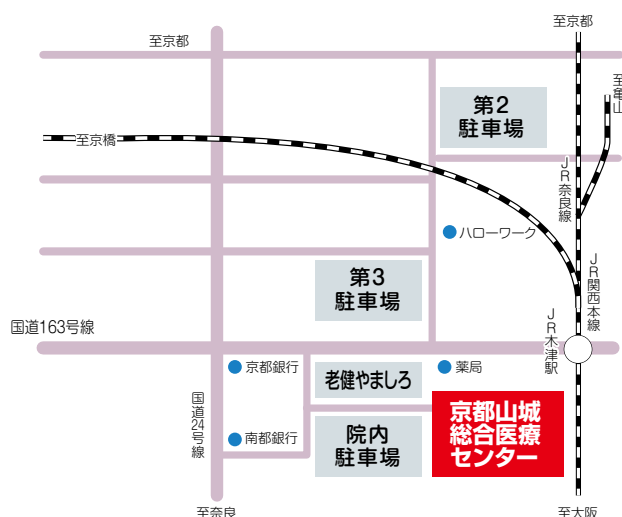 至京都
至京都
至亀山
第2
駐車場
至京橋
JR奈良線
ハローワーク
第3
駐車場
JR関西本線
国道163号線
JR木津駅
京都銀行
老健やましろ
薬局
国道24号線
南都銀行
院内
駐車場
京都山城
総合医療
センター
至奈良
至大阪